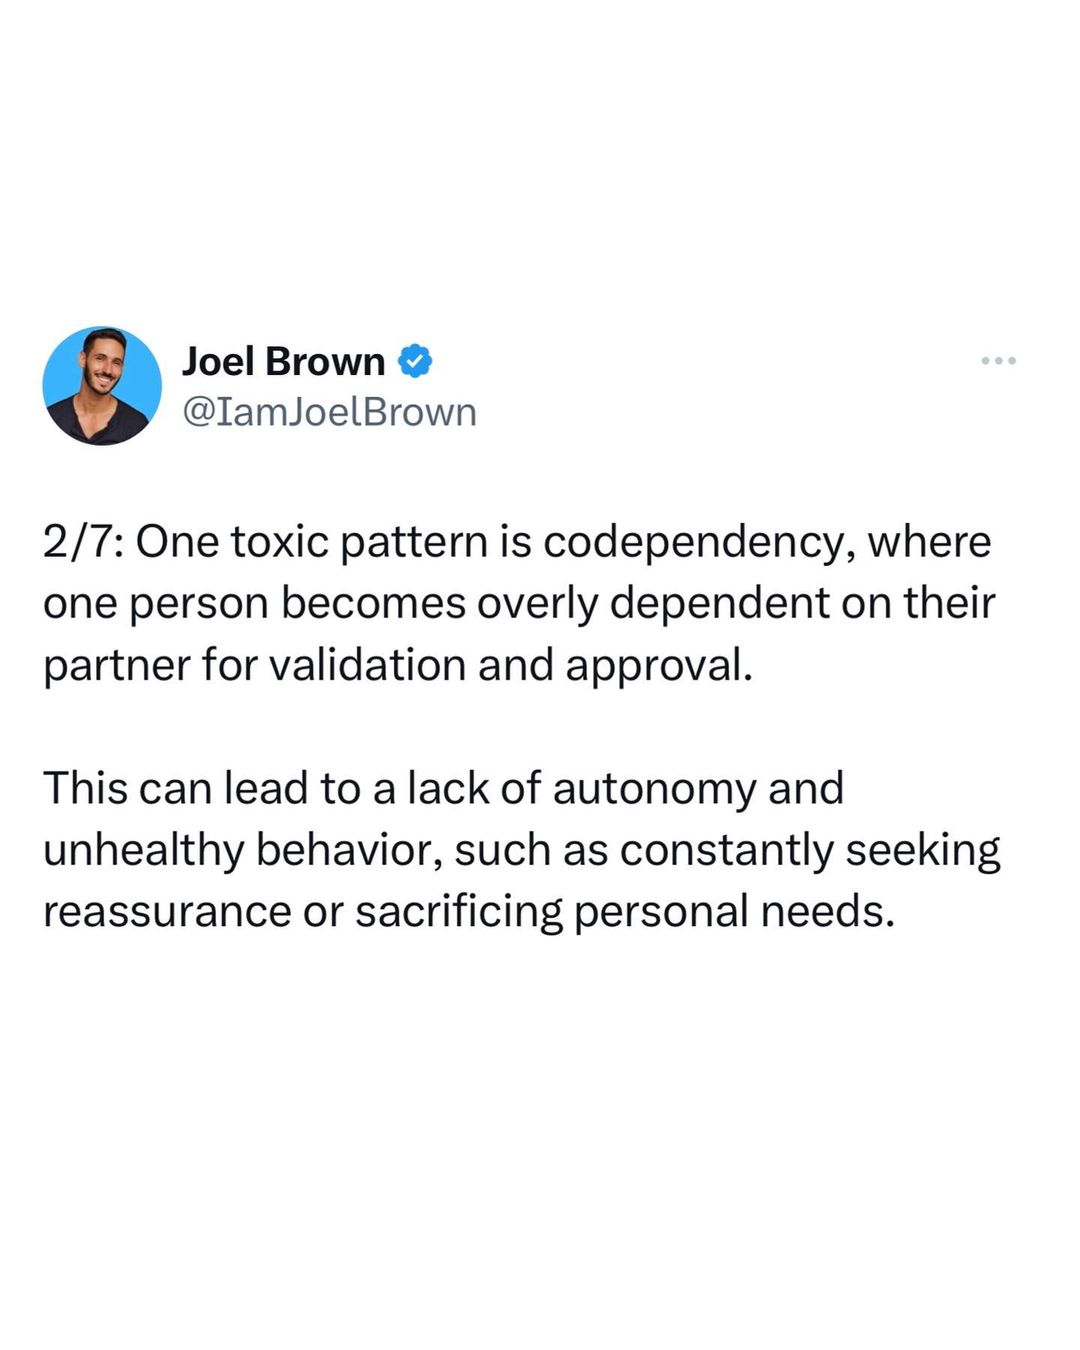 Joel Brown
@IamJoelBrown
2/7: One toxic pattern is codependency, where
one person becomes overly dependent on their
partner for validation and approval.
This can lead to a lack of autonomy and
unhealthy behavior, such as constantly seeking
reassurance or sacrificing personal needs.